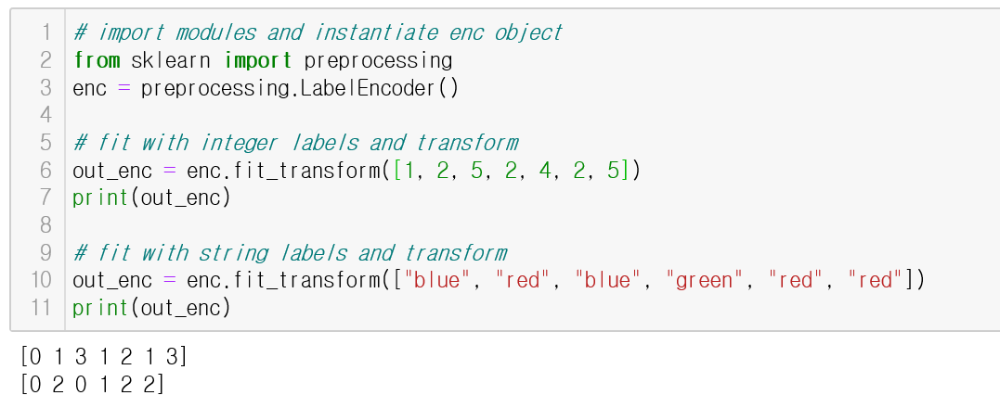 1 # import modules and instantiate enc object
2 from sklearn import preprocessing
3 enc = preprocessing.LabelEncoder()
4
5 # fit with integer labels and transform
6 out_enc = enc.fit_transform([1, 2, 5, 2, 4, 2, 5])
7 print(out_enc)
8
9 # fit with string labels and transform
10 out_enc = enc.fit_transform(["blue", "red", "blue", "green", "red", "red"])
11 print(out_enc)
[0 1 3 1 2 1 3]
[0 2 0 1 2 2]